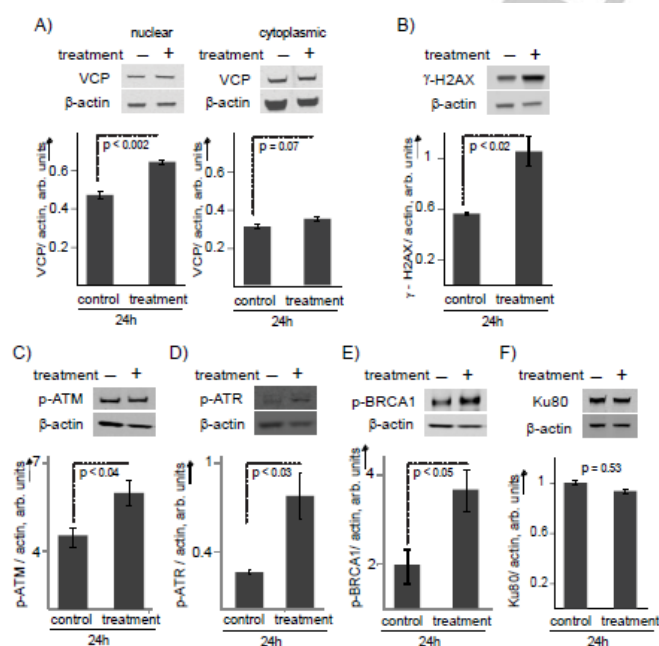 A)
nuclear
cytoplasmic
treatment – +
treatment – +
VCP
VCP
β-actin
β-actin
VCP/ actin, arb. units
0.6
0.4
0.2
p < 0.002
control treatment
24h
VCP/ actin, arb. units
0.6
0.4
0.2
p = 0.07
control treatment
24h
B)
treatment – +
γ-H2AX
β-actin
γ - H2AX/ actin, arb. units
1
0.6
0.2
p < 0.02
control treatment
24h
C)
treatment – +
p-ATM
β-actin
p-ATM / actin, arb. units
7
4
p < 0.04
control treatment
24h
D)
treatment – +
p-ATR
β-actin
p-ATR / actin, arb. units
1
0.4
p < 0.03
control treatment
24h
E)
treatment – +
p-BRCA1
β-actin
p-BRCA1/ actin, arb. units
4
2
p < 0.05
control treatment
24h
F)
treatment – +
Ku80
β-actin
Ku80/ actin, arb. units
1
0.6
0.2
p = 0.53
control treatment
24h